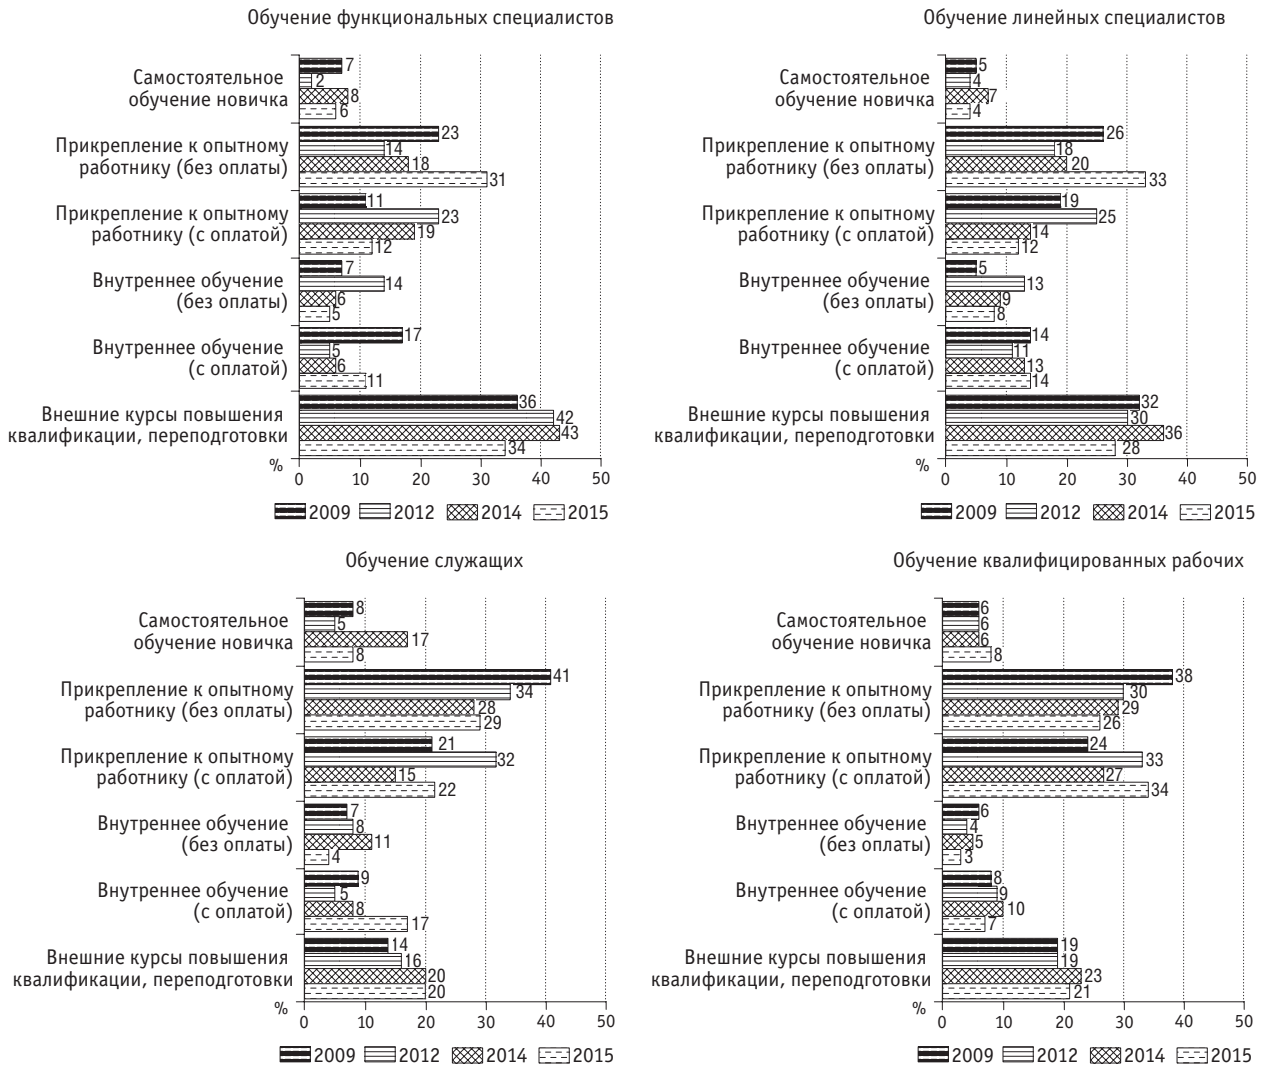 Обучение функциональных специалистов
Самостоятельное
обучение новичка
7
2
8
6
Прикрепление к опытному
работнику (без оплаты)
23
14
18
31
Прикрепление к опытному
работнику (с оплатой)
11
23
19
12
Внутреннее обучение
(без оплаты)
7
14
6
5
Внутреннее обучение
(с оплатой)
17
5
6
11
Внешние курсы повышения
квалификации, переподготовки
36
42
43
34
%
0 10 20 30 40 50
2009 2012 2014 2015
Обучение линейных специалистов
Самостоятельное
обучение новичка
5
4
7
4
Прикрепление к опытному
работнику (без оплаты)
26
18
20
33
Прикрепление к опытному
работнику (с оплатой)
19
25
14
12
Внутреннее обучение
(без оплаты)
5
13
9
8
Внутреннее обучение
(с оплатой)
14
11
13
14
Внешние курсы повышения
квалификации, переподготовки
32
30
36
28
%
0 10 20 30 40 50
2009 2012 2014 2015
Обучение служащих
Самостоятельное
обучение новичка
8
5
17
8
Прикрепление к опытному
работнику (без оплаты)
41
34
28
29
Прикрепление к опытному
работнику (с оплатой)
21
32
15
22
Внутреннее обучение
(без оплаты)
7
8
11
4
Внутреннее обучение
(с оплатой)
9
5
8
17
Внешние курсы повышения
квалификации, переподготовки
14
16
20
20
%
0 10 20 30 40 50
2009 2012 2014 2015
Обучение квалифицированных рабочих
Самостоятельное
обучение новичка
6
6
6
8
Прикрепление к опытному
работнику (без оплаты)
38
30
29
26
Прикрепление к опытному
работнику (с оплатой)
24
33
27
34
Внутреннее обучение
(без оплаты)
6
4
5
3
Внутреннее обучение
(с оплатой)
8
9
10
7
Внешние курсы повышения
квалификации, переподготовки
19
19
23
21
%
0 10 20 30 40 50
2009 2012 2014 2015